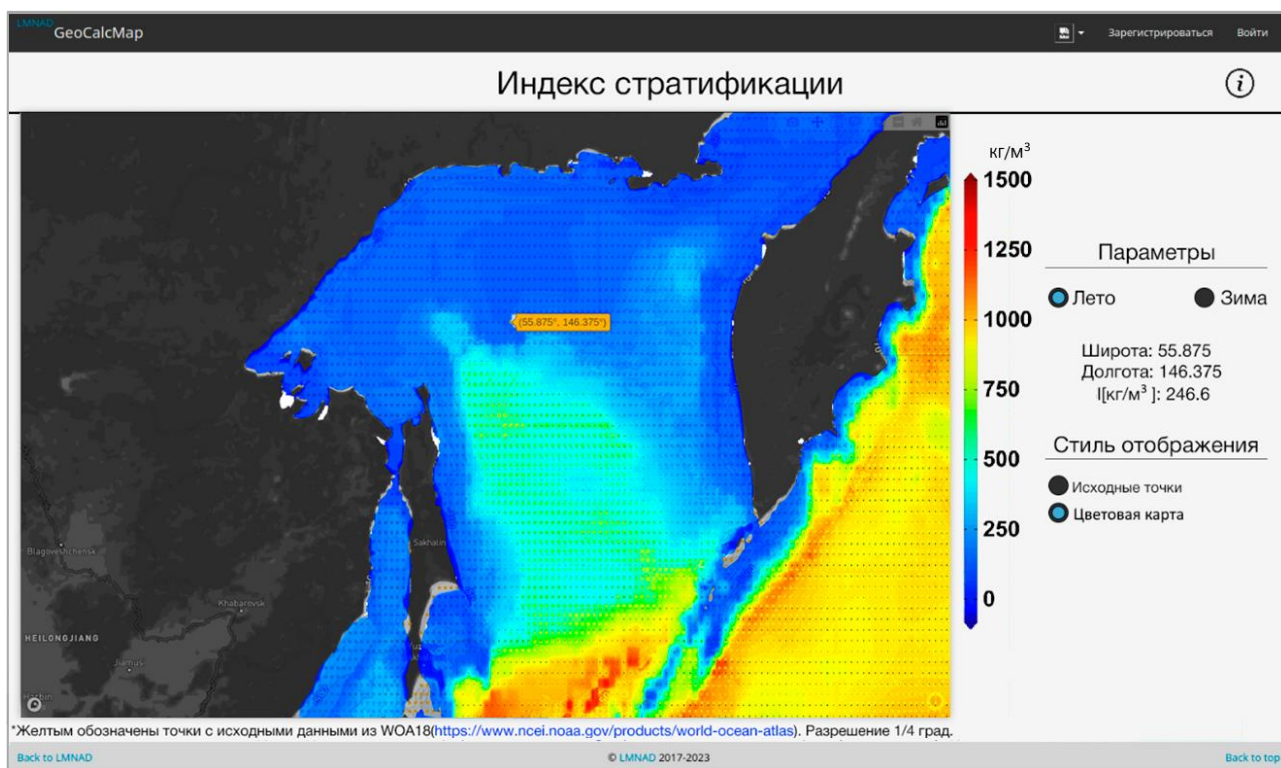 LMNAD
GeoCalcMap
Зарегистрироваться
Войти
Индекс стратификации
i
(55.875°, 146.375°)
Sakhalin
Blagoveshchensk
Khabarovsk
HEILONGJIANG
Jiamusi
Harbin
кг/м³
1500
1250
1000
750
500
250
0
Параметры
Лето
Зима
Широта: 55.875
Долгота: 146.375
I[кг/м³ ]: 246.6
Стиль отображения
Исходные точки
Цветовая карта
*Желтым обозначены точки с исходными данными из WOA18(https://www.ncei.noaa.gov/products/world-ocean-atlas). Разрешение 1/4 град.
Back to LMNAD
© LMNAD 2017-2023
Back to top